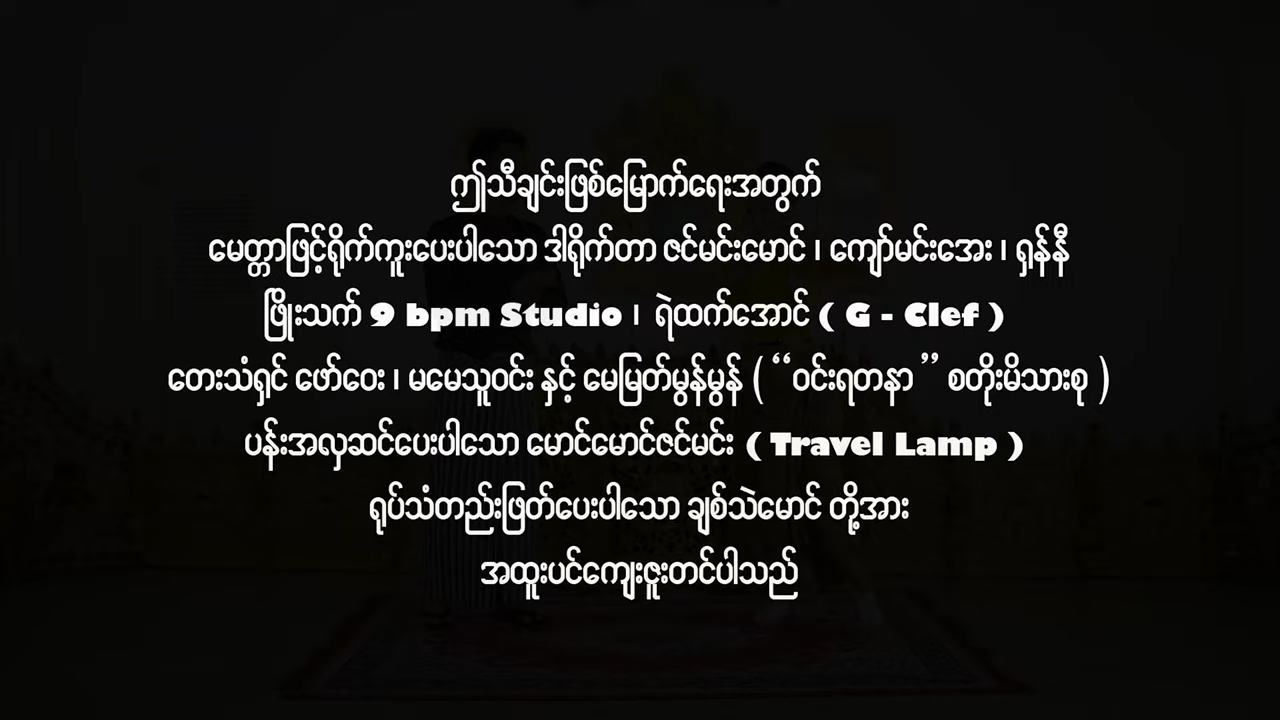 ဤသီချင်းဖြစ်မြောက်ရေးအတွက်
မေတ္တာဖြင့်ရိုက်ကူးပေးပါသော ဒါရိုက်တာ ဇင်မင်းမောင် ၊ ကျော်မင်းအေး ၊ ရှန်နီ
ဖြိုးသက် 9 bpm Studio ၊ ရဲထက်အောင် ( G - Clef )
တေးသံရှင် ဖော်ဝေး ၊ မမေသူဝင်း နှင့် မေမြတ်မွန်မွန် ( “ဝင်းရတနာ” စတိုးမိသားစု )
ပန်းအလှဆင်ပေးပါသော မောင်မောင်ဇင်မင်း ( Travel Lamp )
ရုပ်သံတည်းဖြတ်ပေးပါသော ချစ်သဲမောင် တို့အား
အထူးပင်ကျေးဇူးတင်ပါသည်